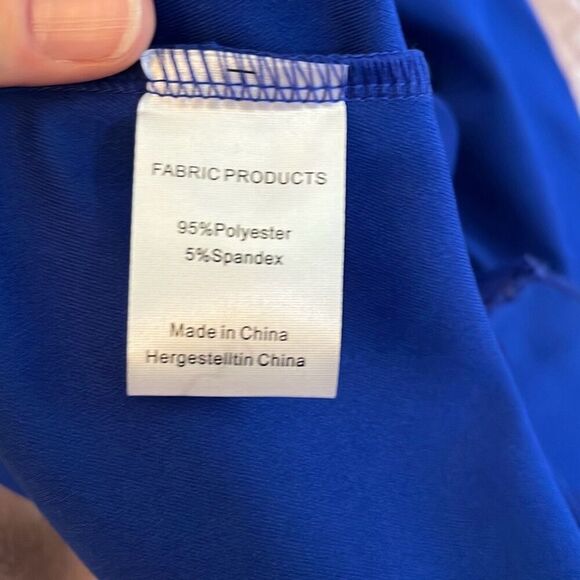 FABRIC PRODUCTS
95%Polyester
5%Spandex
Made in China
Hergestelltin China